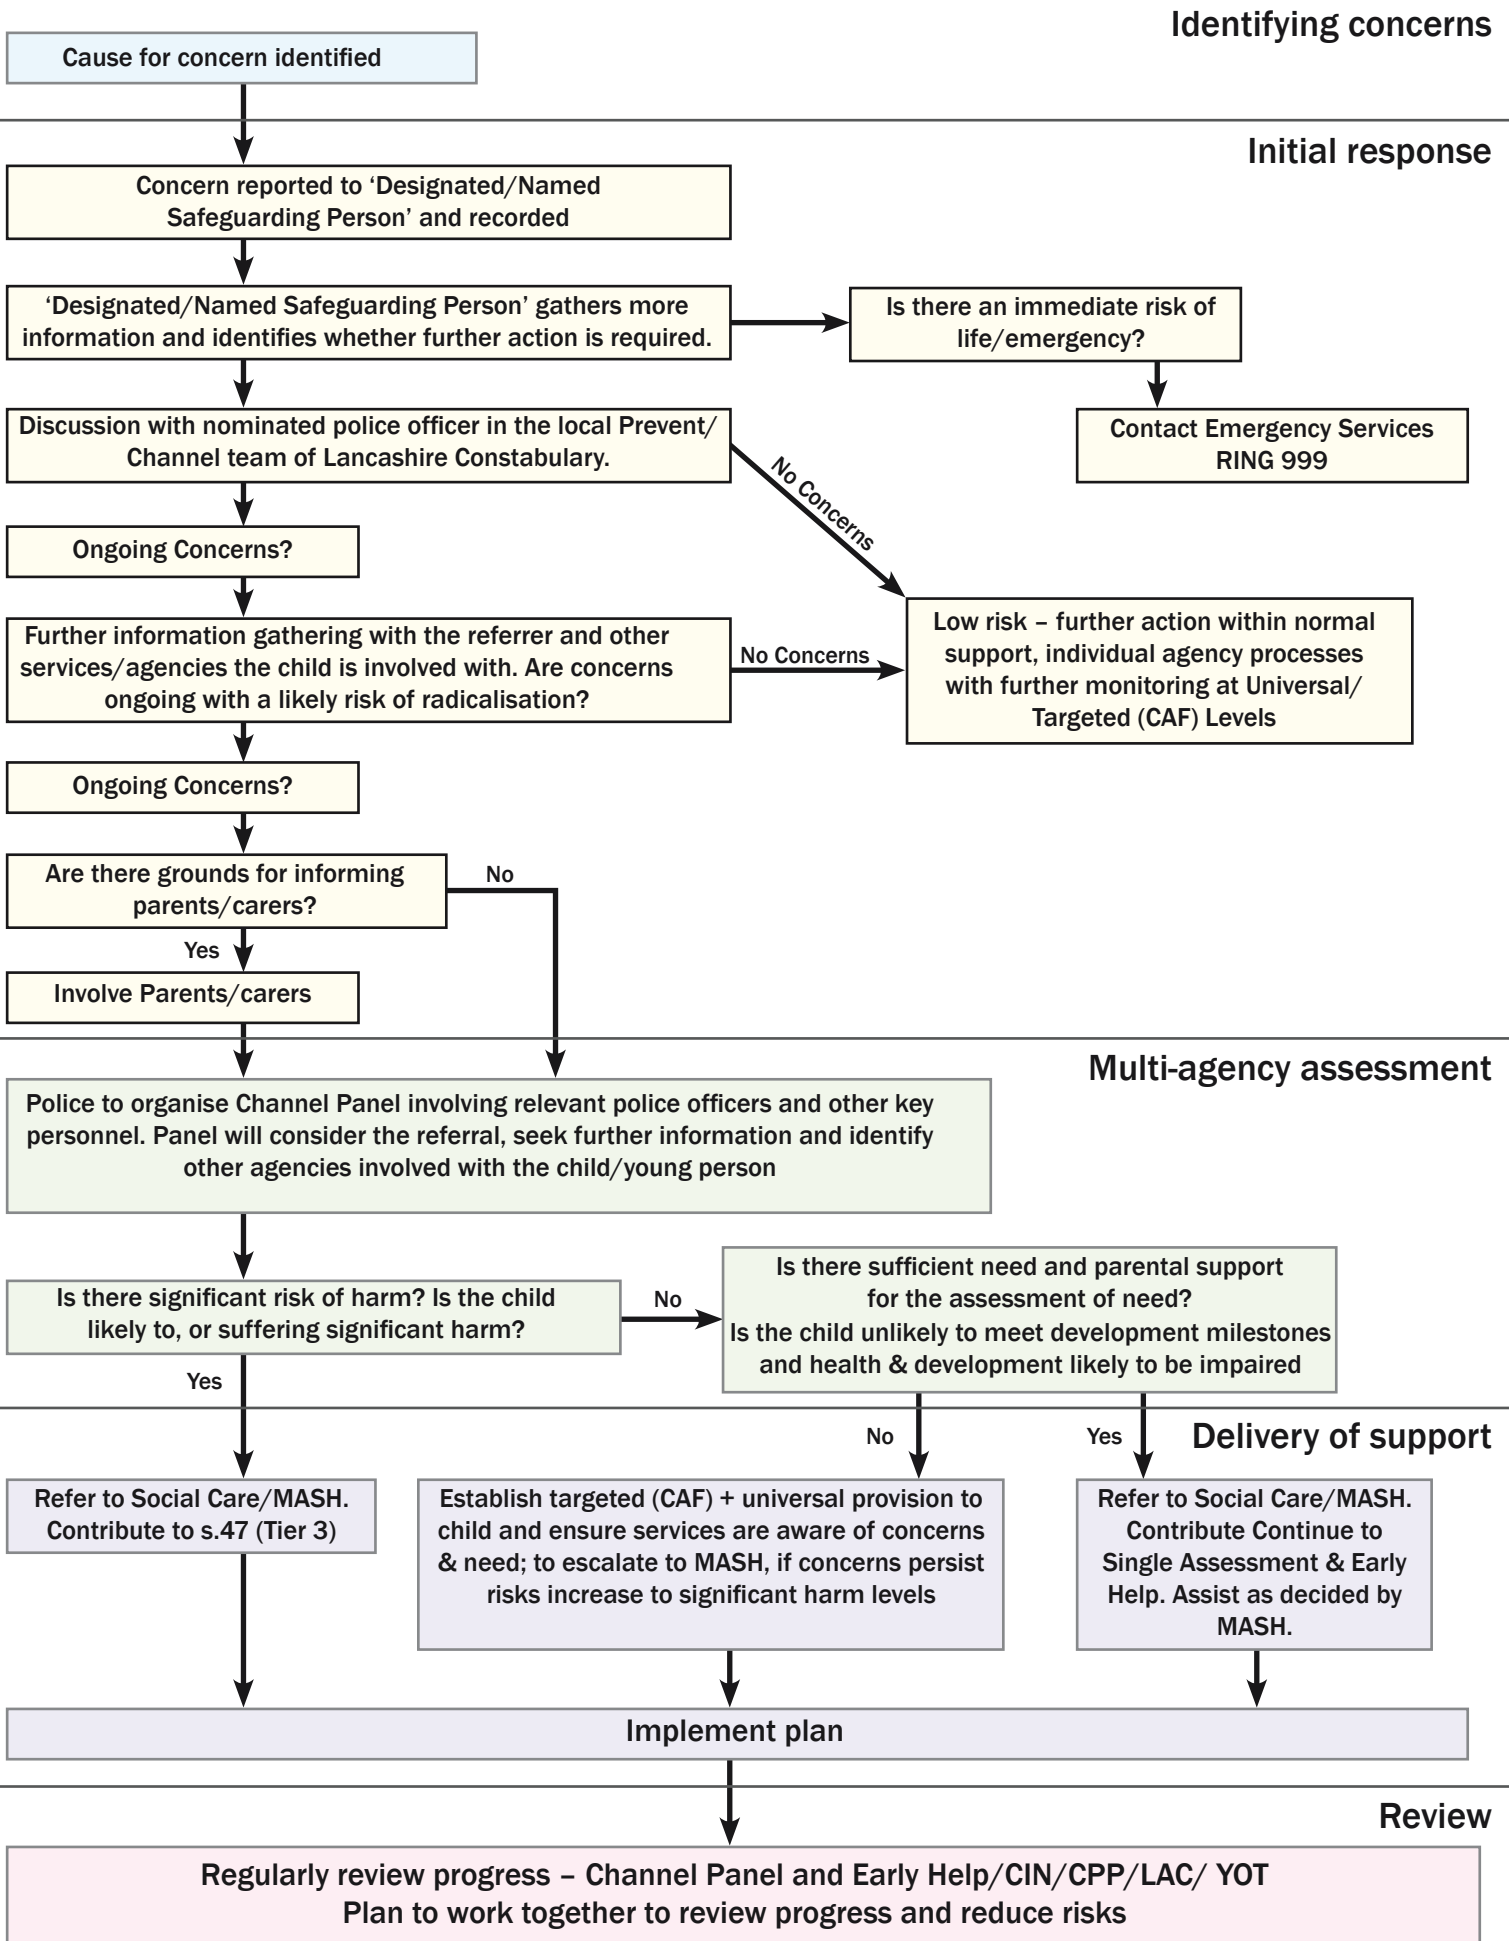 Identifying concerns
Cause for concern identified
Initial response
Concern reported to ‘Designated/Named
Safeguarding Person’ and recorded
‘Designated/Named Safeguarding Person’ gathers more
information and identifies whether further action is required.
Is there an immediate risk of
life/emergency?
Discussion with nominated police officer in the local Prevent/
Channel team of Lancashire Constabulary.
Contact Emergency Services
RING 999
No Concerns
Ongoing Concerns?
Further information gathering with the referrer and other
services/agencies the child is involved with. Are concerns
ongoing with a likely risk of radicalisation?
No Concerns
Low risk – further action within normal
support, individual agency processes
with further monitoring at Universal/
Targeted (CAF) Levels
Ongoing Concerns?
Are there grounds for informing
parents/carers?
No
Yes
Involve Parents/carers
Multi-agency assessment
Police to organise Channel Panel involving relevant police officers and other key
personnel. Panel will consider the referral, seek further information and identify
other agencies involved with the child/young person
Is there significant risk of harm? Is the child
likely to, or suffering significant harm?
No
Is there sufficient need and parental support
for the assessment of need?
Is the child unlikely to meet development milestones
and health & development likely to be impaired
Yes
No
Yes
Delivery of support
Refer to Social Care/MASH.
Contribute to s.47 (Tier 3)
Establish targeted (CAF) + universal provision to
child and ensure services are aware of concerns
& need; to escalate to MASH, if concerns persist
risks increase to significant harm levels
Refer to Social Care/MASH.
Contribute Continue to
Single Assessment & Early
Help. Assist as decided by
MASH.
Implement plan
Review
Regularly review progress – Channel Panel and Early Help/CIN/CPP/LAC/ YOT
Plan to work together to review progress and reduce risks